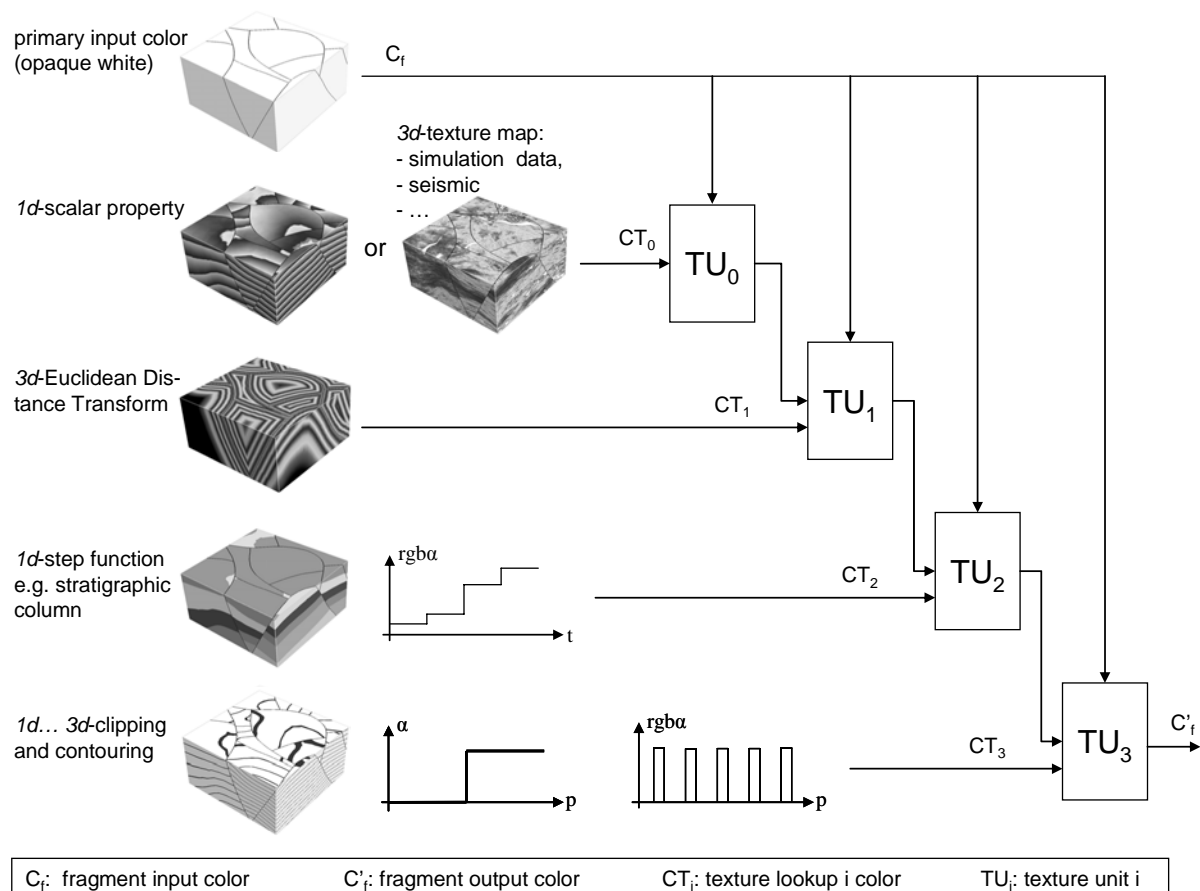 primary input color
(opaque white)
C_f
3d-texture map:
- simulation data,
- seismic
- ...
1d-scalar property
or
CT_0
TU_0
3d-Euclidean Dis-
tance Transform
CT_1
TU_1
1d-step function
e.g. stratigraphic
column
rgbα
t
CT_2
TU_2
1d... 3d-clipping
and contouring
α
p
rgbα
p
CT_3
TU_3
C'_f
C_f: fragment input color C'_f: fragment output color CT_i: texture lookup i color TU_i: texture unit i